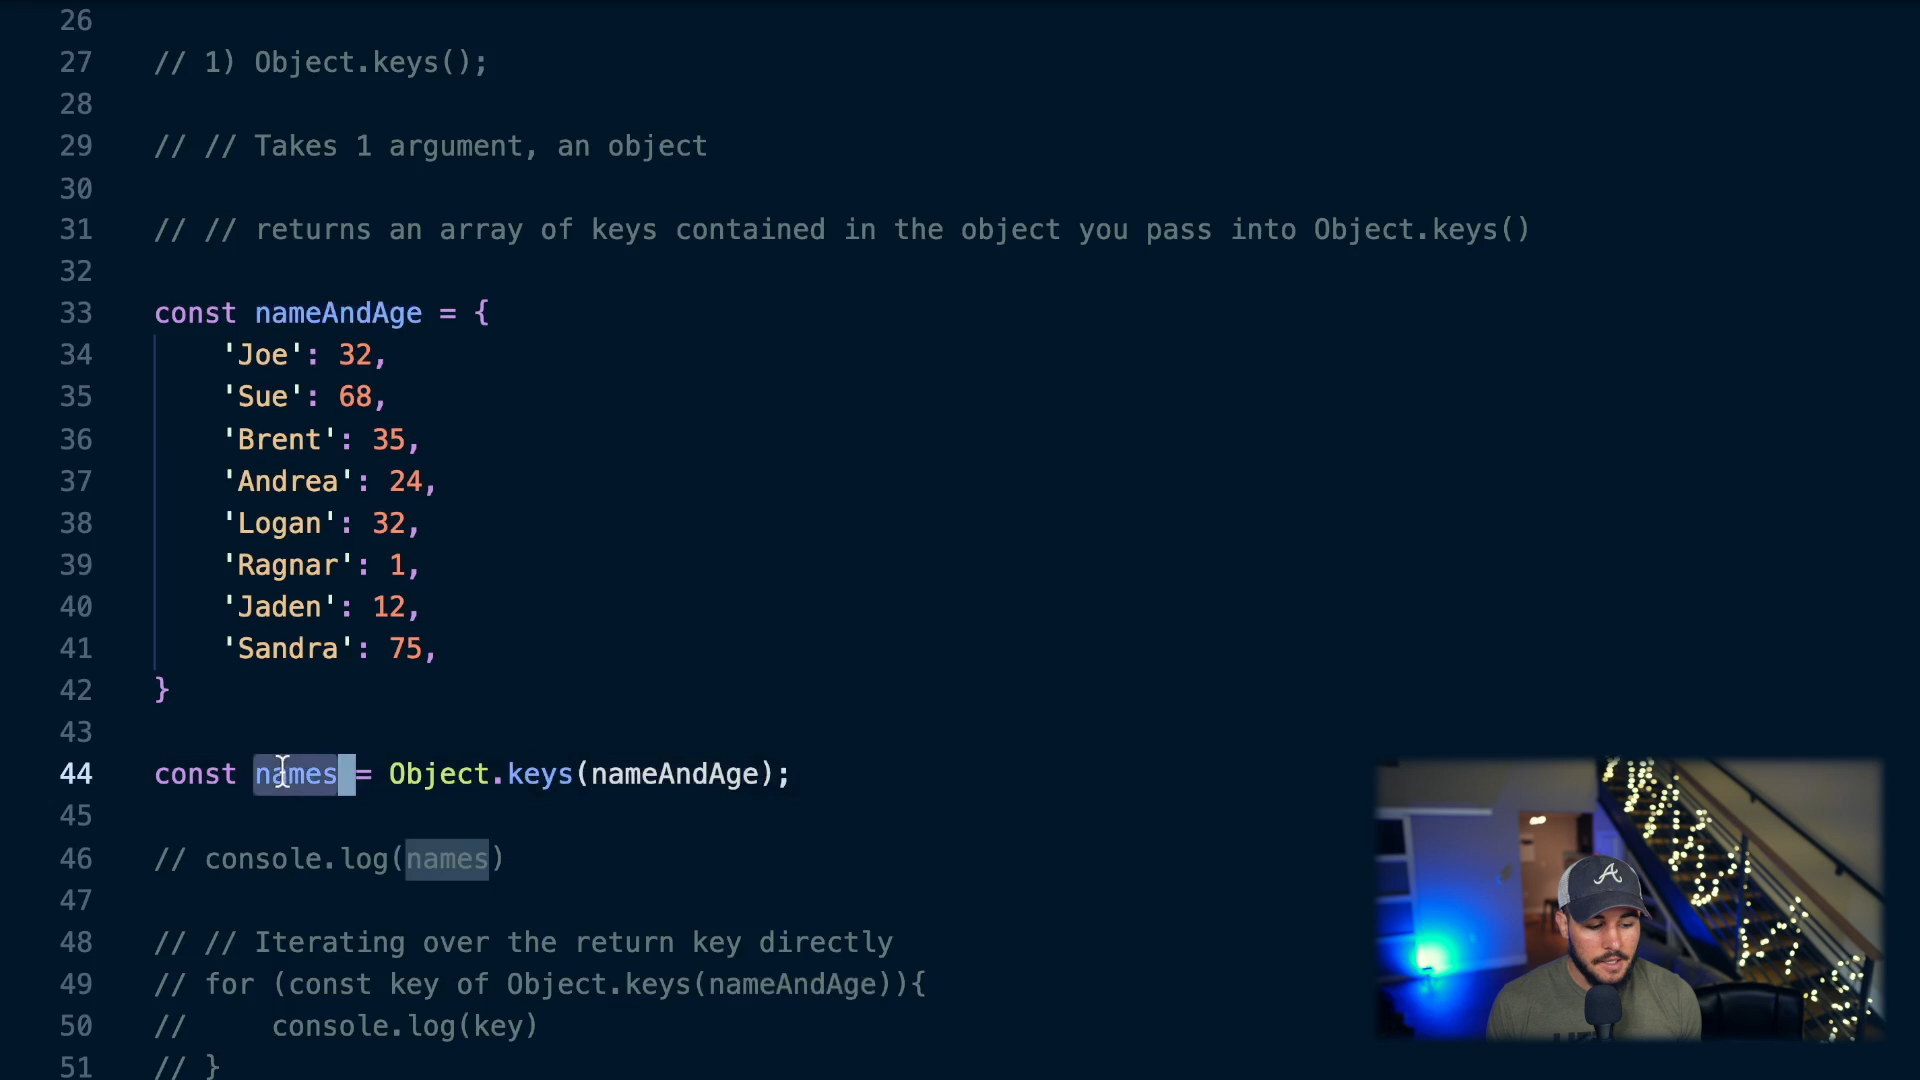 26
27 // 1) Object.keys();
28
29 // // Takes 1 argument, an object
30
31 // // returns an array of keys contained in the object you pass into Object.keys()
32
33 const nameAndAge = {
34 'Joe': 32,
35 'Sue': 68,
36 'Brent': 35,
37 'Andrea': 24,
38 'Logan': 32,
39 'Ragnar': 1,
40 'Jaden': 12,
41 'Sandra': 75,
42 }
43
44 const names = Object.keys(nameAndAge);
45
46 // console.log(names)
47
48 // // Iterating over the return key directly
49 // for (const key of Object.keys(nameAndAge)){
50 // console.log(key)
51 // }
A